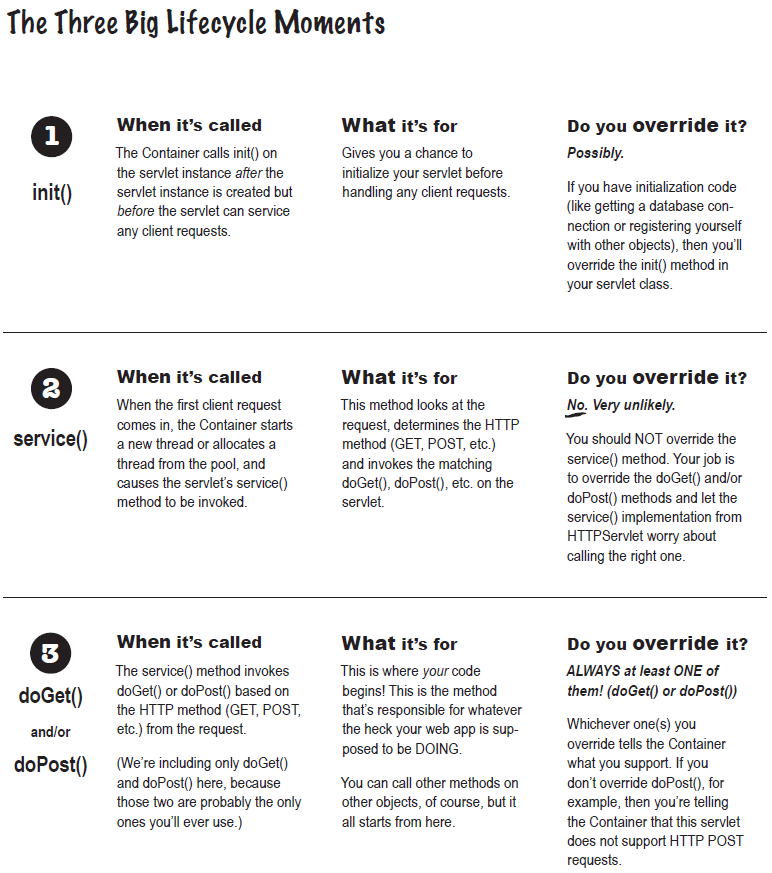 The Three Big Lifecycle Moments
1
init()
When it's called
The Container calls init() on
the servlet instance after the
servlet instance is created but
before the servlet can service
any client requests.
What it's for
Gives you a chance to
initialize your servlet before
handling any client requests.
Do you override it?
Possibly.
If you have initialization code
(like getting a database con-
nection or registering yourself
with other objects), then you'll
override the init() method in
your servlet class.
2
service()
When it's called
When the first client request
comes in, the Container starts
a new thread or allocates a
thread from the pool, and
causes the servlet's service()
method to be invoked.
What it's for
This method looks at the
request, determines the HTTP
method (GET, POST, etc.)
and invokes the matching
doGet(), doPost(), etc. on the
servlet.
Do you override it?
No. Very unlikely.
You should NOT override the
service() method. Your job is
to override the doGet() and/or
doPost() methods and let the
service() implementation from
HTTPServlet worry about
calling the right one.
3
doGet()
and/or
doPost()
When it's called
The service() method invokes
doGet() or doPost() based on
the HTTP method (GET, POST,
etc.) from the request.
(We're including only doGet()
and doPost() here, because
those two are probably the only
ones you'll ever use.)
What it's for
This is where your code
begins! This is the method
that's responsible for whatever
the heck your web app is sup-
posed to be DOING.
You can call other methods on
other objects, of course, but it
all starts from here.
Do you override it?
ALWAYS at least ONE of
them! (doGet() or doPost())
Whichever one(s) you
override tells the Container
what you support. If you
don't override doPost(), for
example, then you're telling
the Container that this servlet
does not support HTTP POST
requests.